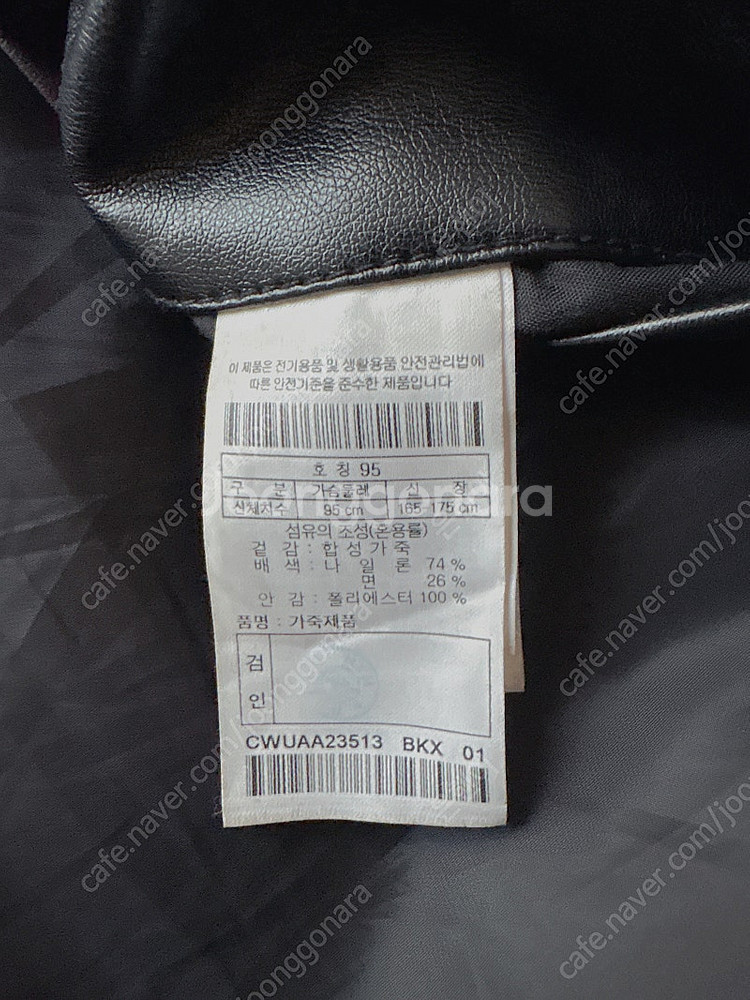 이 제품은 전기용품 및 생활용품 안전관리법에
따른 안전기준을 준수한 제품입니다
호 칭 95
구 분 가슴둘레 신 장
신체치수 95 cm 165-175 cm
섬유의 조성(혼용률)
겉 감 : 합 성 가 죽
배 색 : 나 일 론 74 %
면 26 %
안 감 : 폴리에스터 100 %
품명 : 가죽제품
검
인
CWUAA23513 BKX 01
joonggonara
cafe.naver.com/joonggonara